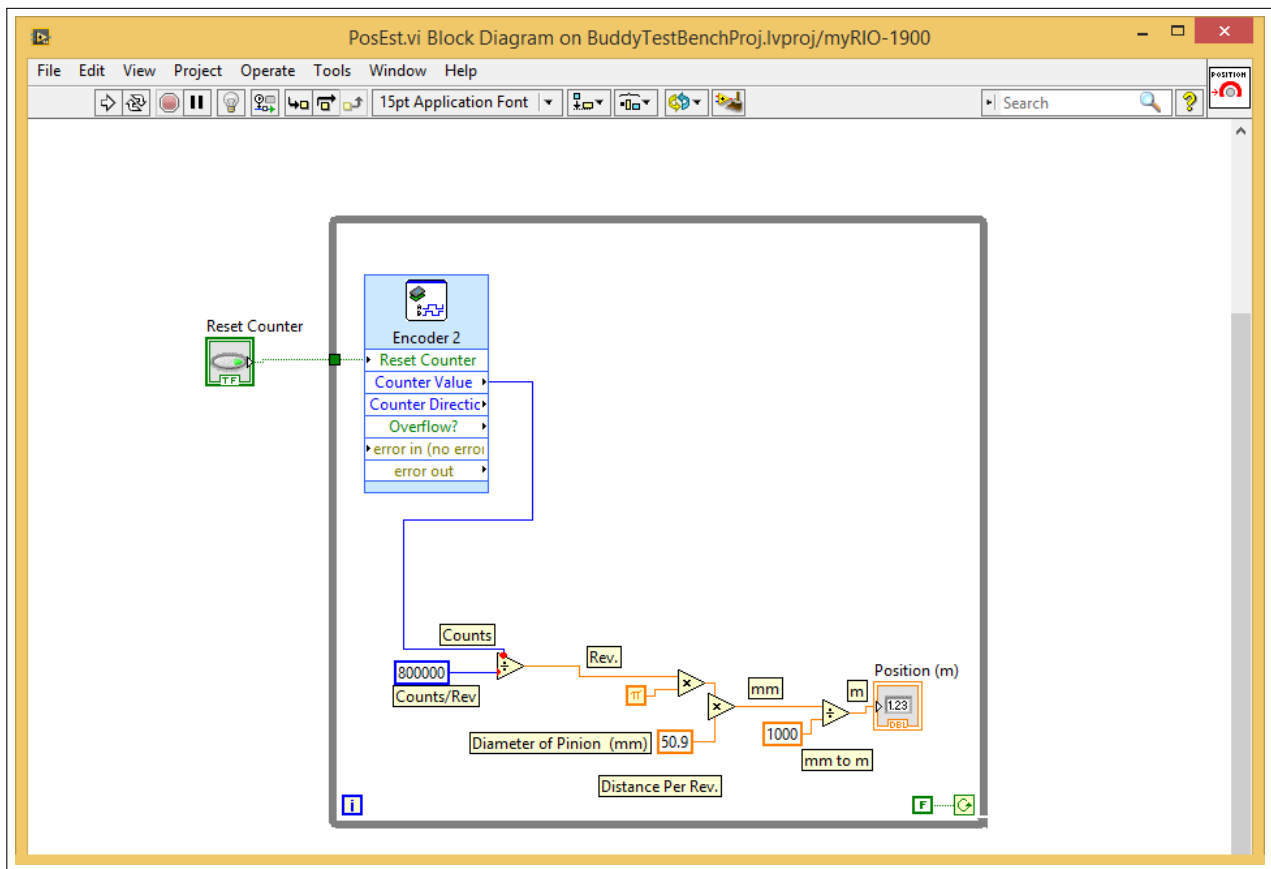 PosEst.vi Block Diagram on BuddyTestBenchProj.lvproj/myRIO-1900
File Edit View Project Operate Tools Window Help
POSITION
15pt Application Font
Search
Reset Counter
TF
Encoder 2
Reset Counter
Counter Value
Counter Directic
Overflow?
error in (no erroı
error out
Counts
800000
Counts/Rev
Rev.
π
mm
Diameter of Pinion (mm)
50.9
Distance Per Rev.
1000
mm to m
m
Position (m)
1.23
DBL
i
F